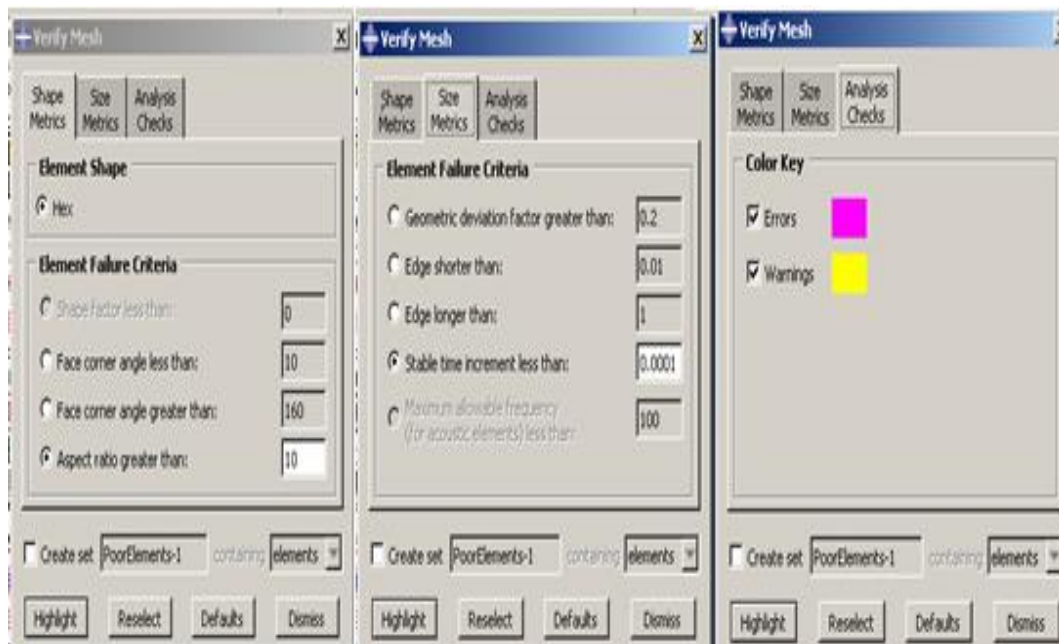 Verify Mesh
X
Shape Metrics
Size Metrics
Analysis Checks
Element Shape
Hex
Element Failure Criteria
Shape factor less than:
0
Face corner angle less than:
10
Face corner angle greater than:
160
Aspect ratio greater than:
10
Create set
PoorElements-1
containing
elements
Highlight
Reselect
Defaults
Dismiss
Verify Mesh
X
Shape Metrics
Size Metrics
Analysis Checks
Element Failure Criteria
Geometric deviation factor greater than:
0.2
Edge shorter than:
0.01
Edge longer than:
1
Stable time increment less than:
0.0001
Maximum allowable frequency
(for acoustic elements) less than:
100
Create set
PoorElements-1
containing
elements
Highlight
Reselect
Defaults
Dismiss
Verify Mesh
Shape Metrics
Size Metrics
Analysis Checks
Color Key
Errors
Warnings
Create set
PoorElements-1
containing
elements
Highlight
Reselect
Defaults
Dismiss